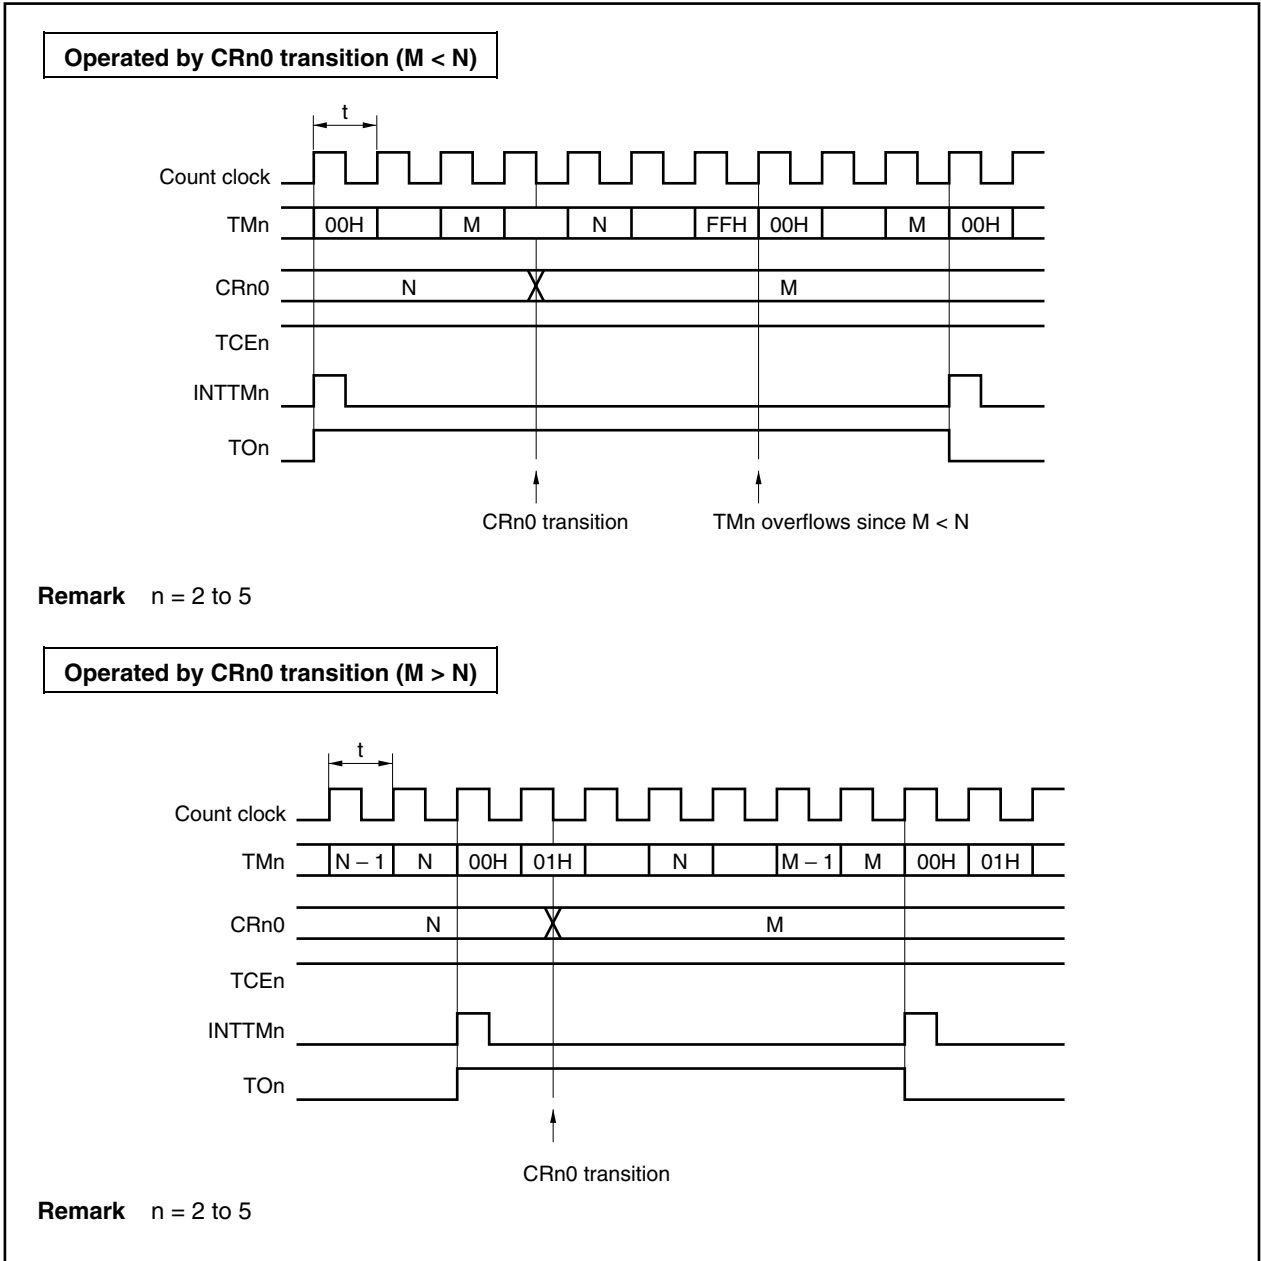 Operated by CRn0 transition (M < N)
t
Count clock
TMn 00H M N FFH 00H M 00H
CRn0 N M
TCEn
INTTMn
TOn
CRn0 transition TMn overflows since M < N
Remark n = 2 to 5
Operated by CRn0 transition (M > N)
t
Count clock
TMn N – 1 N 00H 01H N M – 1 M 00H 01H
CRn0 N M
TCEn
INTTMn
TOn
CRn0 transition
Remark n = 2 to 5